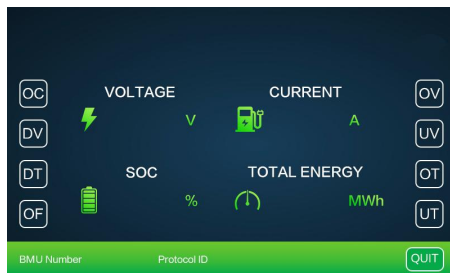 OC VOLTAGE CURRENT OV
DV V A UV
DT SOC TOTAL ENERGY OT
OF % MWh UT
BMU Number Protocol ID QUIT